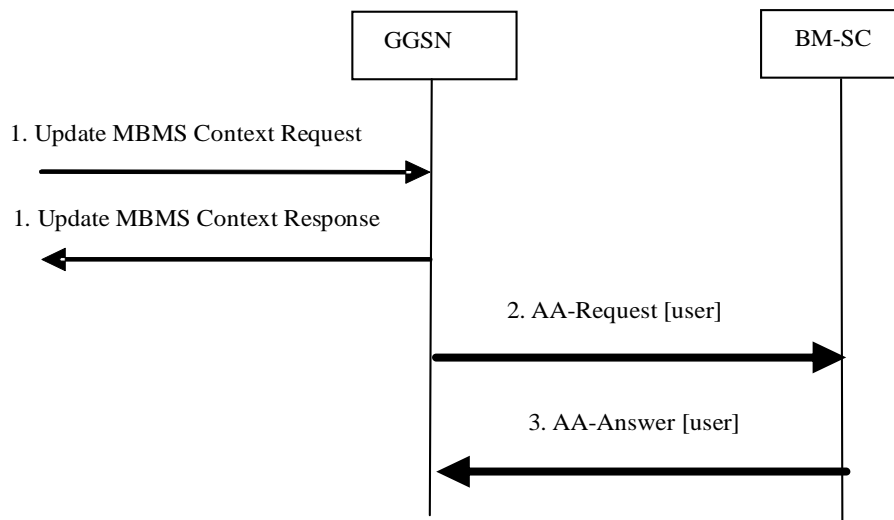 GGSN
BM-SC
1. Update MBMS Context Request
1. Update MBMS Context Response
2. AA-Request [user]
3. AA-Answer [user]